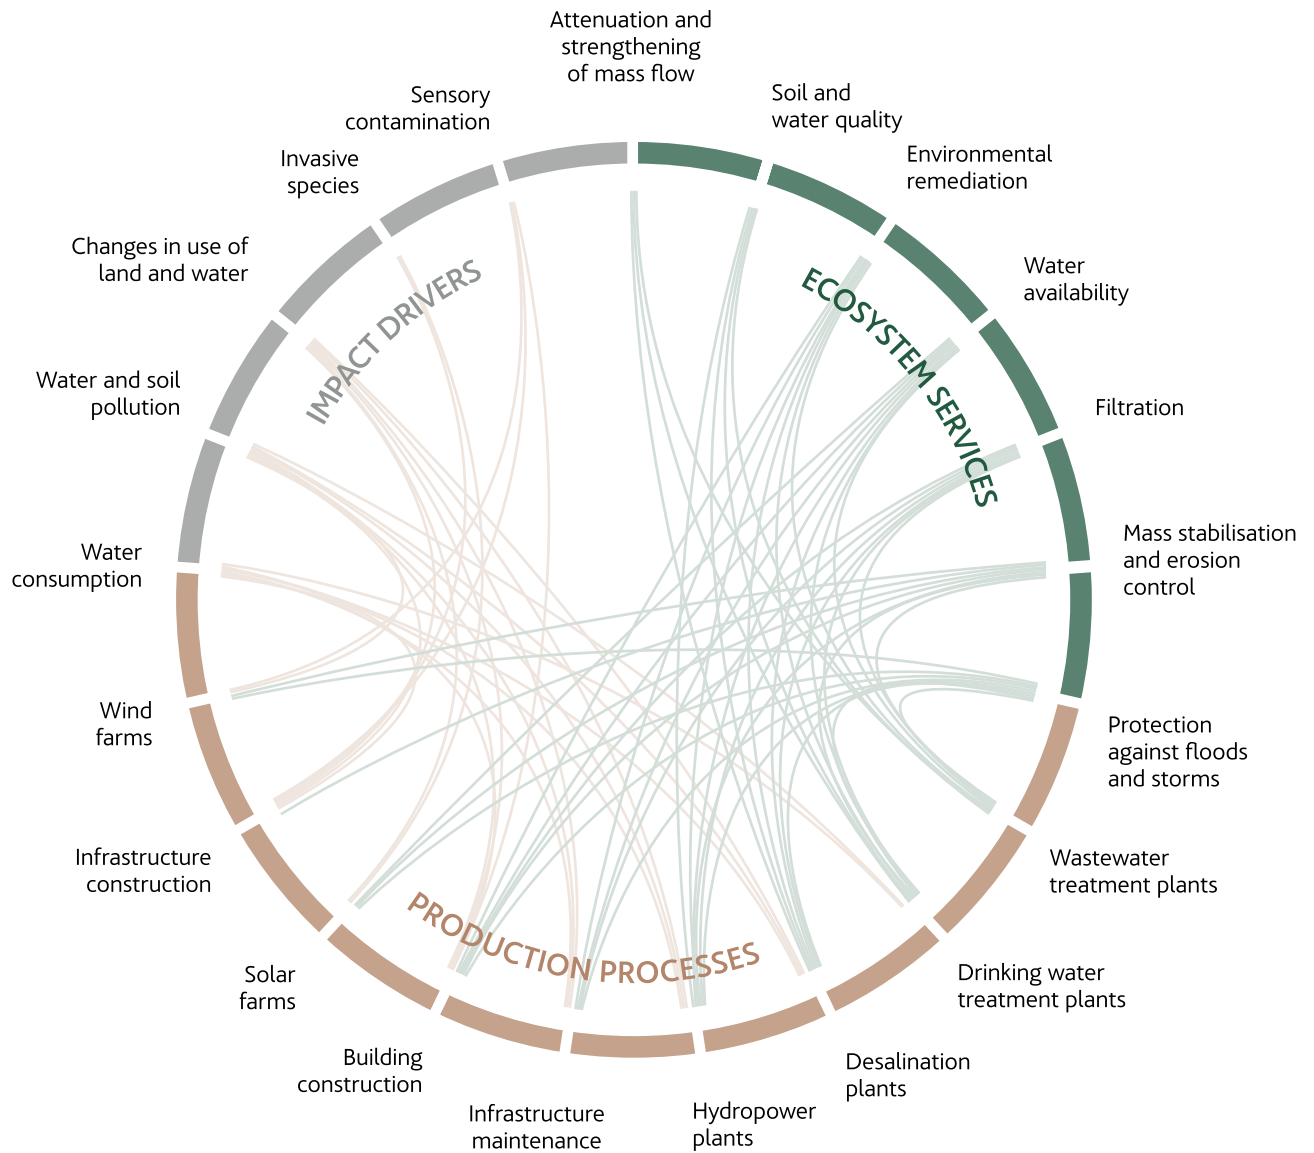 Attenuation and
strengthening
of mass flow
Soil and
water quality
Environmental
remediation
Water
availability
Filtration
Mass stabilisation
and erosion
control
Protection
against floods
and storms
Wastewater
treatment plants
Drinking water
treatment plants
Desalination
plants
Hydropower
plants
Infrastructure
maintenance
Building
construction
Solar
farms
Infrastructure
construction
Wind
farms
Water
consumption
Water and soil
pollution
Changes in use of
land and water
Invasive
species
Sensory
contamination
IMPACT DRIVERS
ECOSYSTEM SERVICES
PRODUCTION PROCESSES